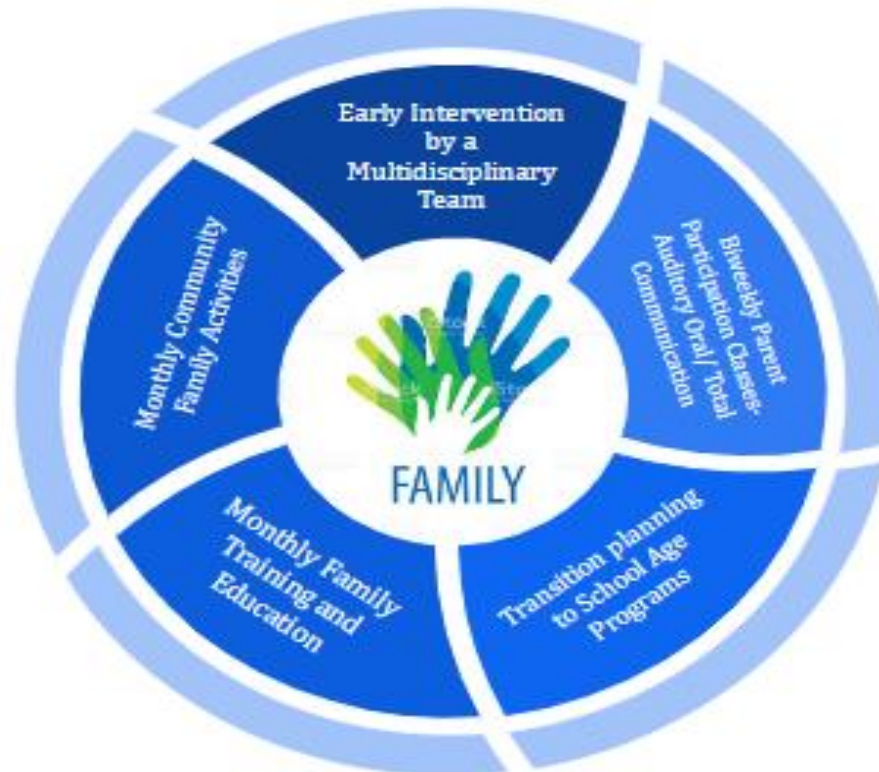 Early Intervention
by a
Multidisciplinary
Team
Biweekly Parent
Participation Classes-
Auditory Oral/ Total
Communication
Transition planning
to School Age
Programs
Monthly Family
Training and
Education
Monthly Community
Family Activities
FAMILY